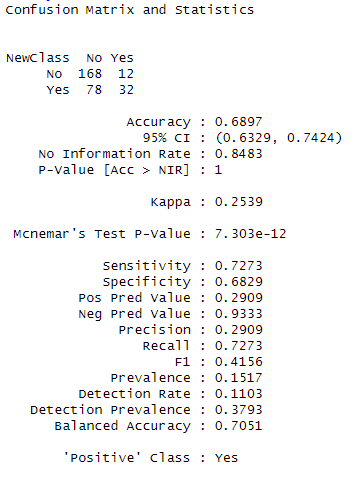 Confusion Matrix and Statistics
NewClass No Yes
No 168 12
Yes 78 32
Accuracy : 0.6897
95% CI : (0.6329, 0.7424)
No Information Rate : 0.8483
P-Value [Acc > NIR] : 1
Kappa : 0.2539
Mcnemar's Test P-Value : 7.303e-12
Sensitivity : 0.7273
Specificity : 0.6829
Pos Pred Value : 0.2909
Neg Pred Value : 0.9333
Precision : 0.2909
Recall : 0.7273
F1 : 0.4156
Prevalence : 0.1517
Detection Rate : 0.1103
Detection Prevalence : 0.3793
Balanced Accuracy : 0.7051
'Positive' Class : Yes